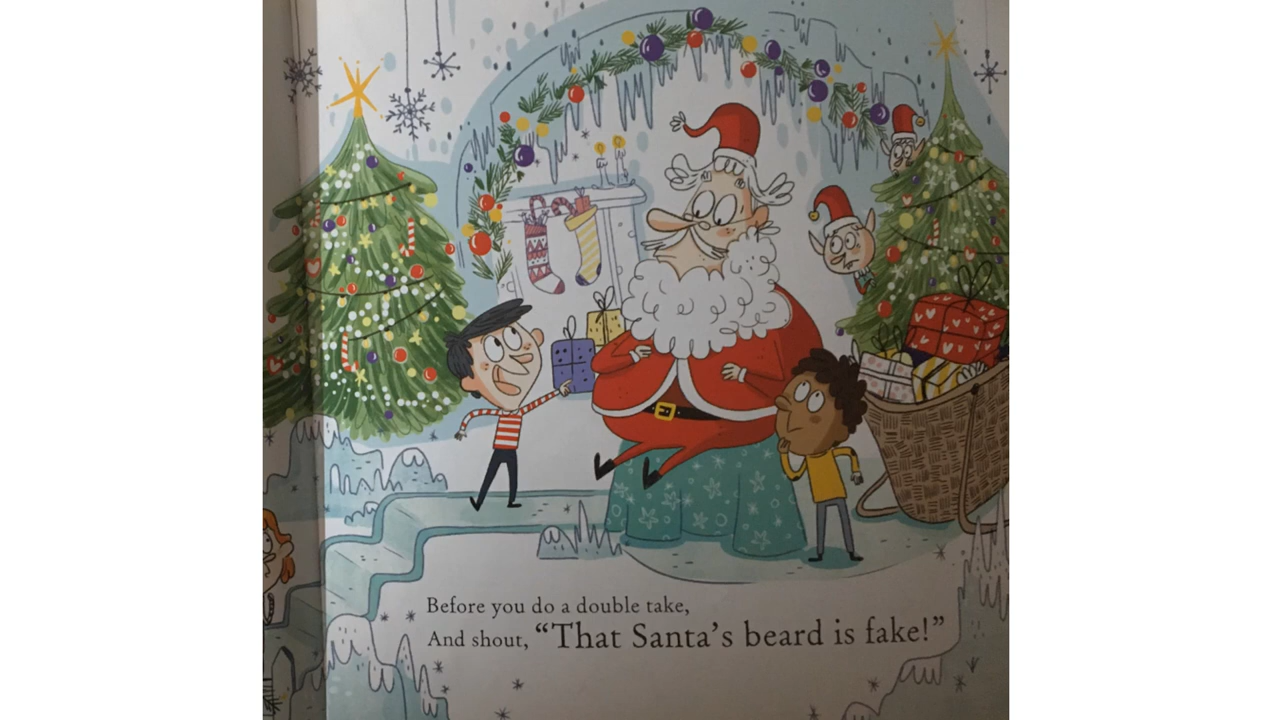 Before you do a double take,
And shout, “That Santa’s beard is fake!”